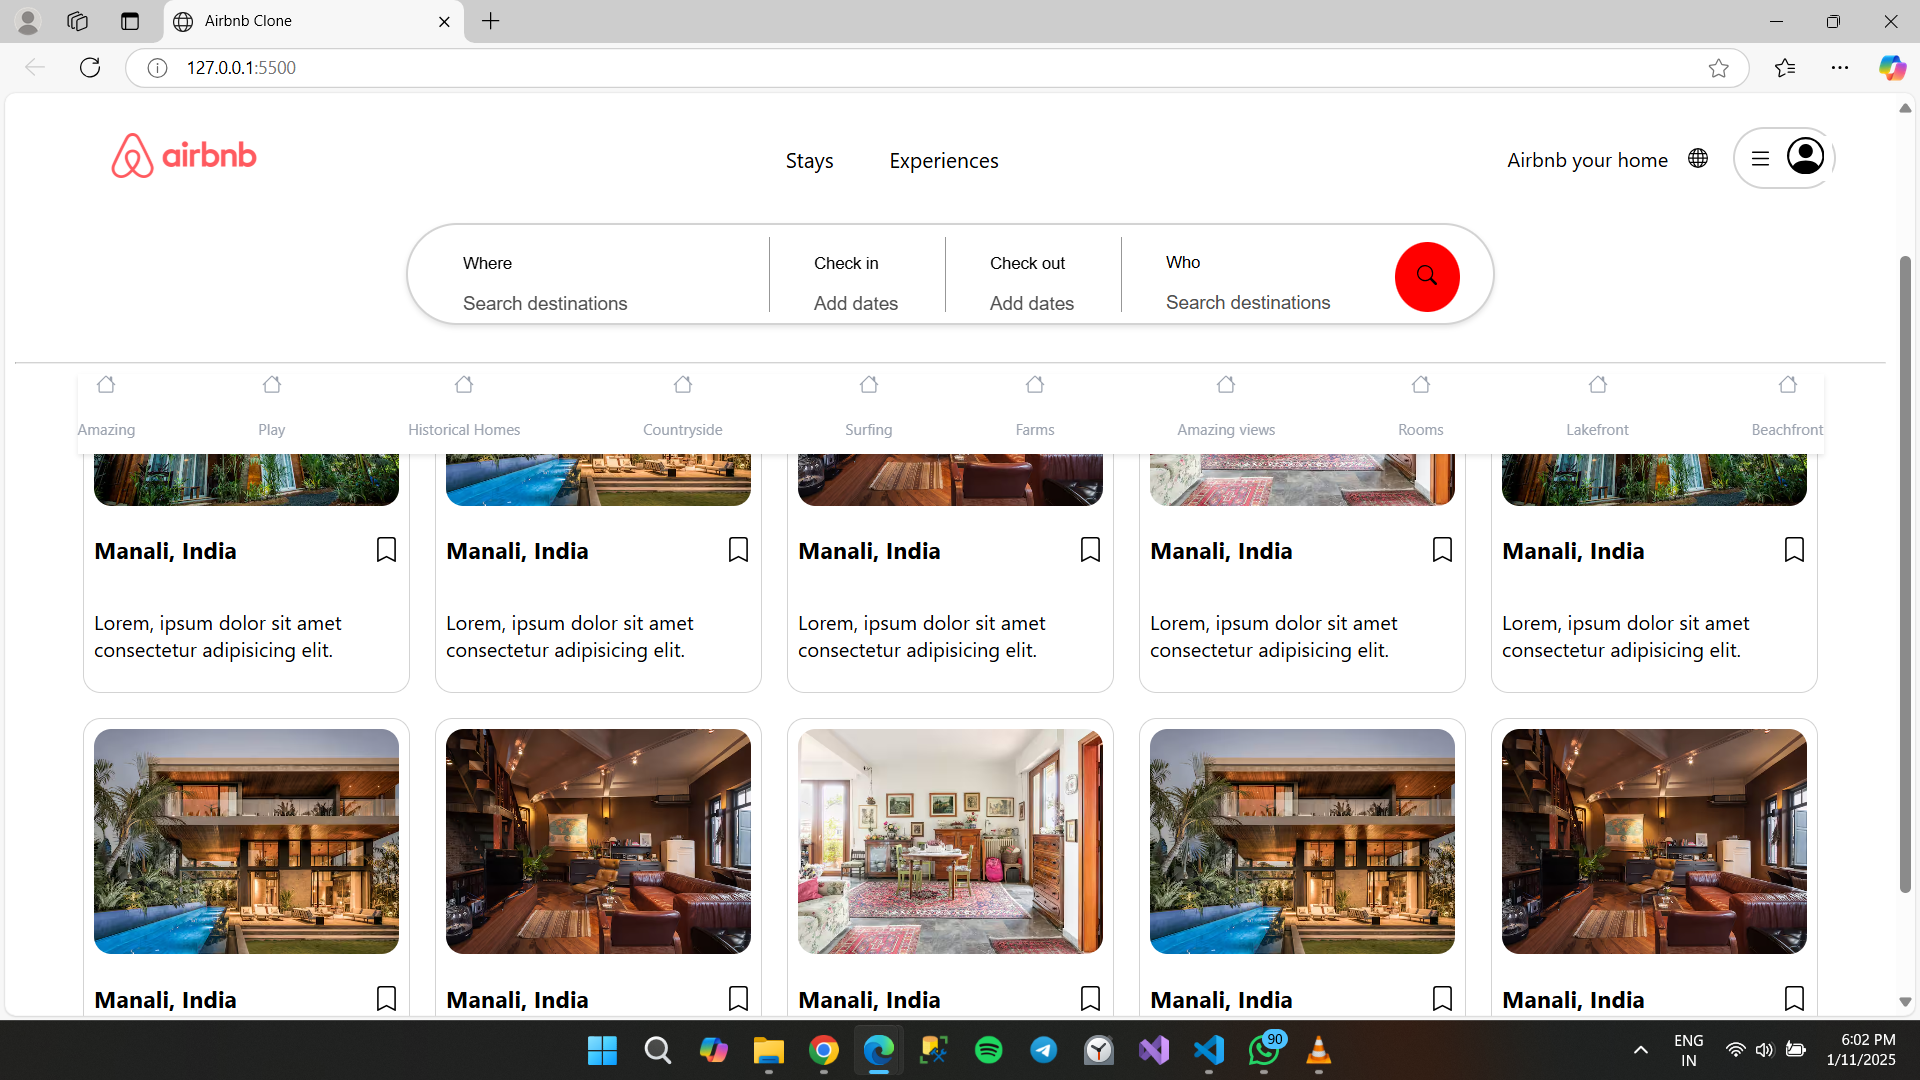 Airbnb Clone
127.0.0.1:5500
airbnb
Stays Experiences
Airbnb your home
Where Check in Check out Who
Search destinations Add dates Add dates Search destinations
Amazing Play Historical Homes Countryside Surfing Farms Amazing views Rooms Lakefront Beachfront
Manali, India Manali, India Manali, India Manali, India Manali, India
Lorem, ipsum dolor sit amet Lorem, ipsum dolor sit amet Lorem, ipsum dolor sit amet Lorem, ipsum dolor sit amet Lorem, ipsum dolor sit amet
consectetur adipisicing elit. consectetur adipisicing elit. consectetur adipisicing elit. consectetur adipisicing elit. consectetur adipisicing elit.
Manali, India Manali, India Manali, India Manali, India Manali, India
90
ENG
IN
6:02 PM
1/11/2025